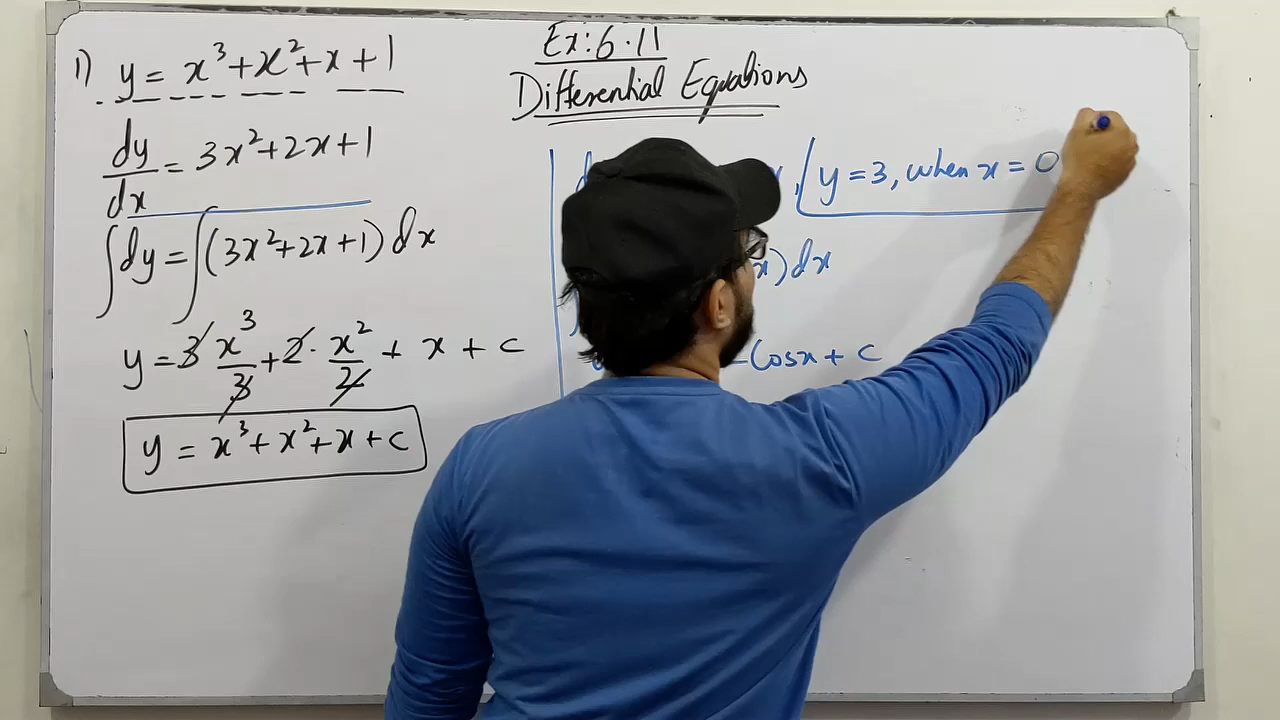 Ex: 6.11
Differential Equations
1) y = x³+x²+x+1
dy/dx = 3x²+2x+1
∫dy = ∫(3x²+2x+1) dx
y = 3 x³/3 + 2. x²/2 + x + c
y = x³+x²+x+c
y = 3, when x = 0
x) dx
- Cosx + c